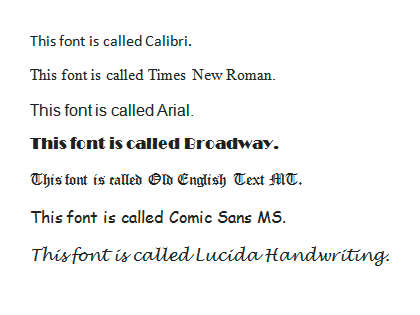 This font is called Calibri.
This font is called Times New Roman.
This font is called Arial.
This font is called Broadway.
This font is called Old English Text MT.
This font is called Comic Sans MS.
This font is called Lucida Handwriting.